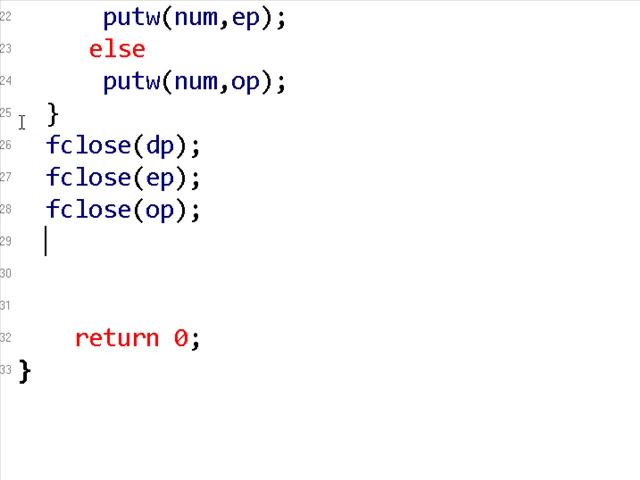 22 putw(num,ep);
23 else
24 putw(num,op);
25 }
26 fclose(dp);
27 fclose(ep);
28 fclose(op);
29
30
31
32 return 0;
33 }